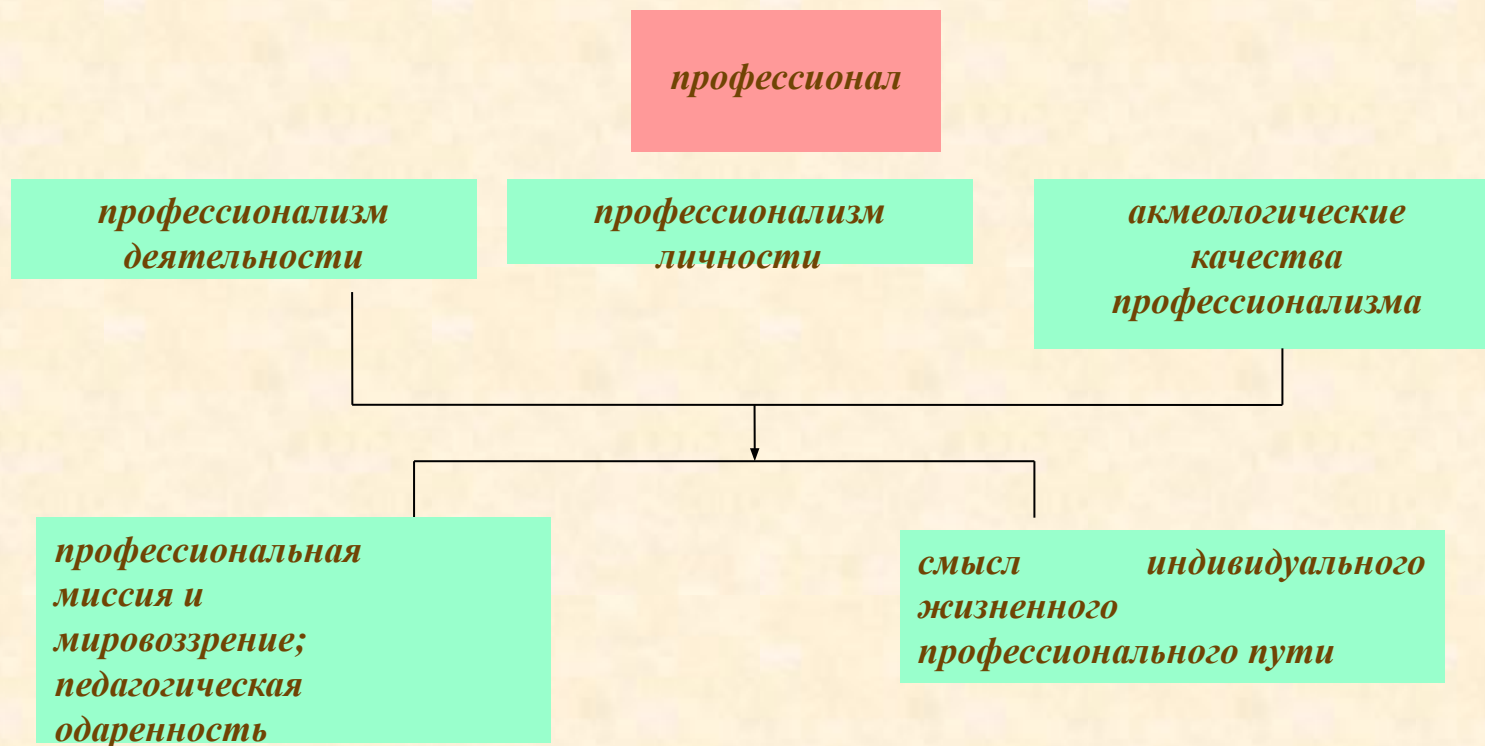 профессионал
профессионализм
деятельности
профессионализм
личности
акмеологические
качества
профессионализма
профессиональная
миссия и
мировоззрение;
педагогическая
одаренность
смысл индивидуального
жизненного
профессионального пути